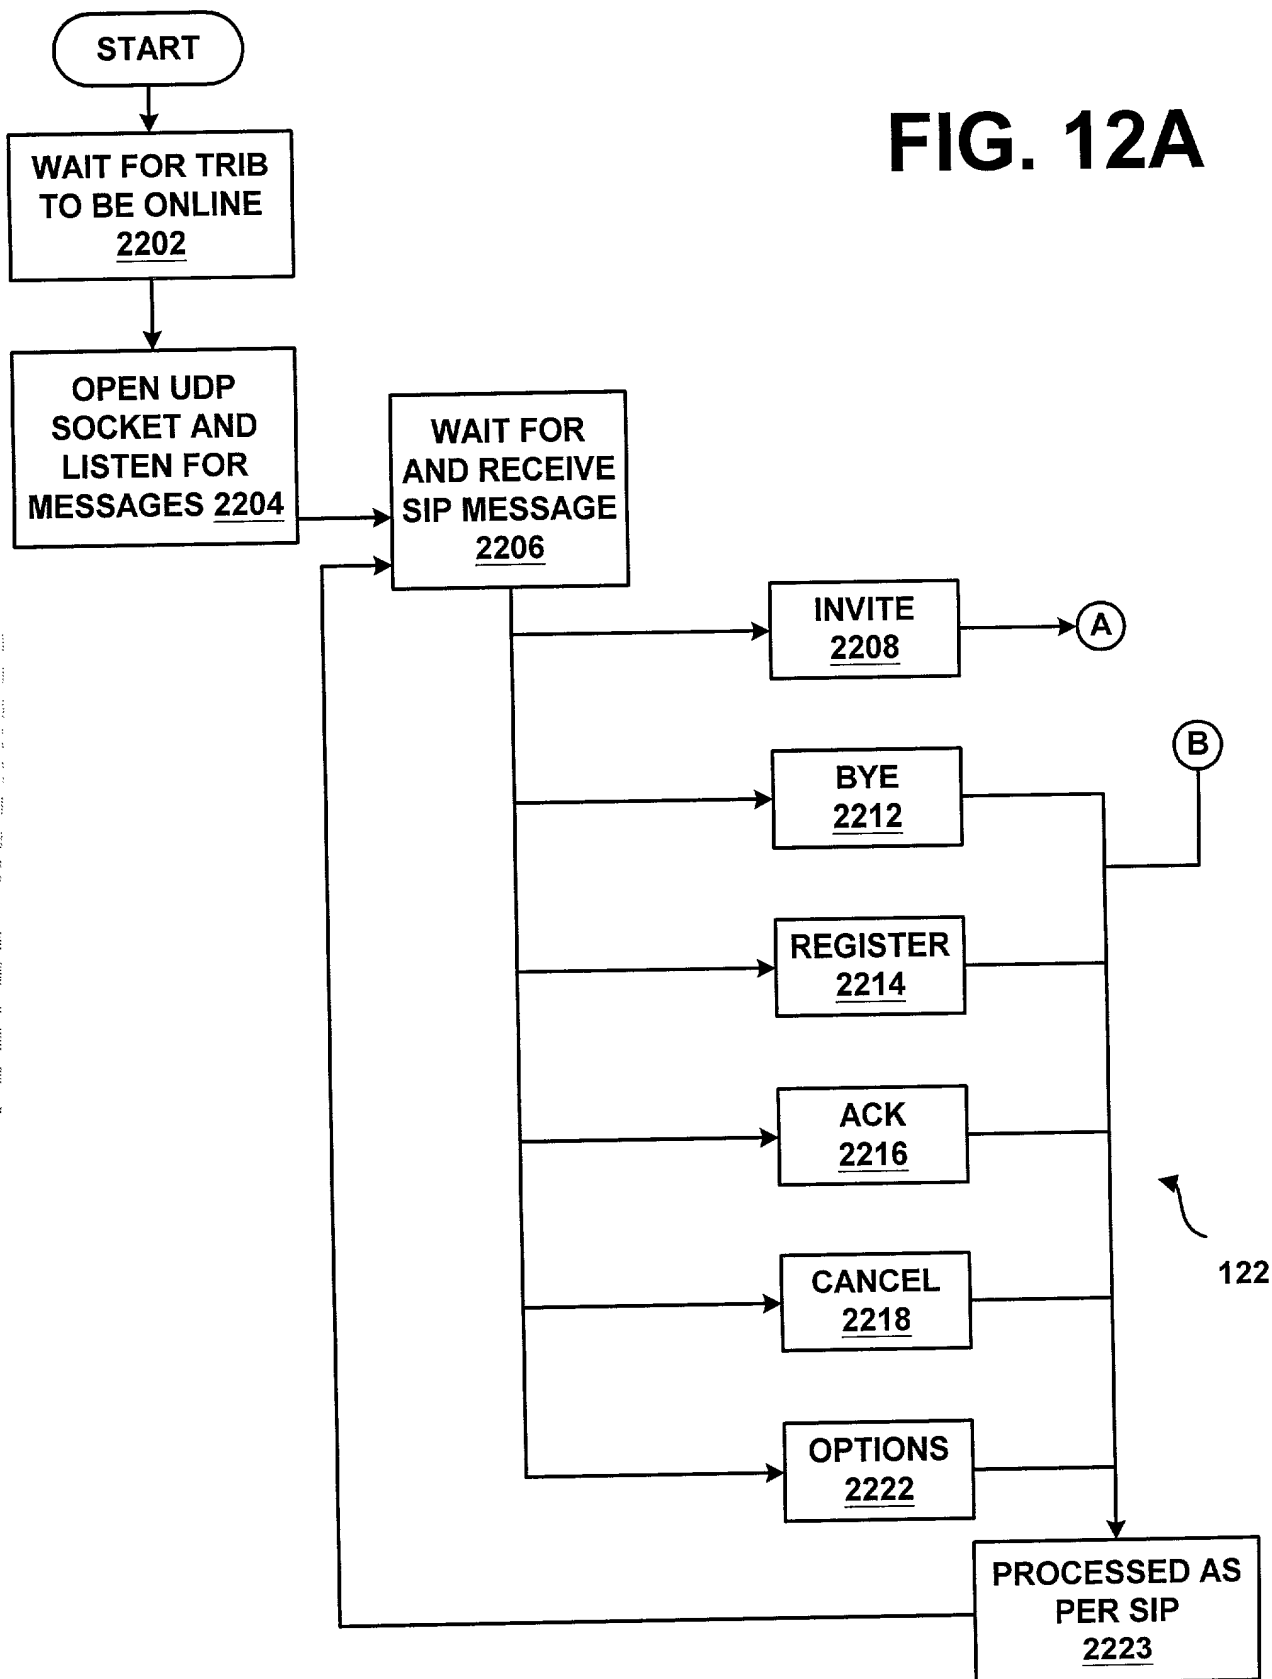 START
FIG. 12A
WAIT FOR TRIB
TO BE ONLINE
2202
OPEN UDP
SOCKET AND
LISTEN FOR
MESSAGES 2204
WAIT FOR
AND RECEIVE
SIP MESSAGE
2206
INVITE
2208
A
B
BYE
2212
REGISTER
2214
ACK
2216
122
CANCEL
2218
OPTIONS
2222
PROCESSED AS
PER SIP
2223